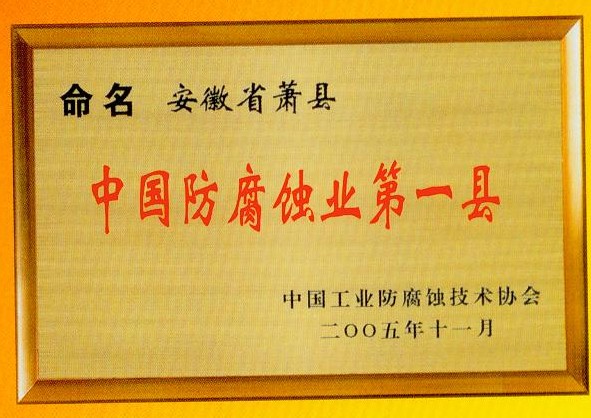 命名 安徽省萧县
中国防腐蚀业第一县
中国工业防腐蚀技术协会
二〇〇五年十一月